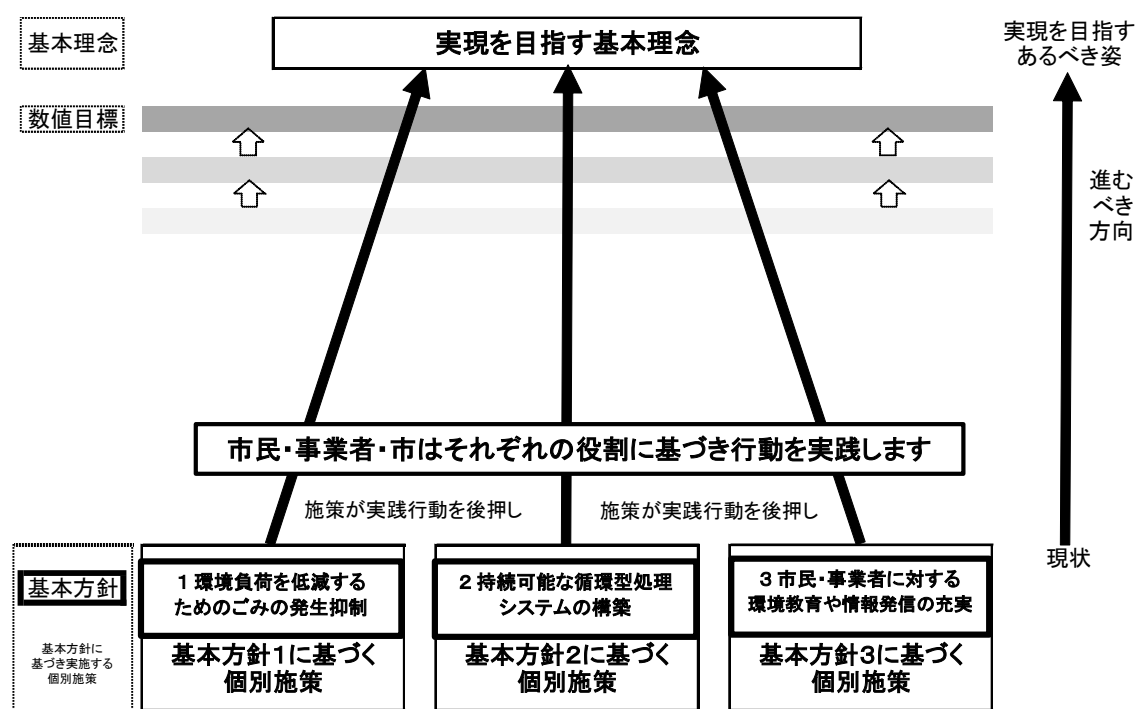 基本理念
実現を目指す基本理念
実現を目指す
あるべき姿
数値目標
進む
べき
方向
市民・事業者・市はそれぞれの役割に基づき行動を実践します
施策が実践行動を後押し
施策が実践行動を後押し
現状
基本方針
1 環境負荷を低減する
ためのごみの発生抑制
2 持続可能な循環型処理
システムの構築
3 市民・事業者に対する
環境教育や情報発信の充実
基本方針に
基づき実施する
個別施策
基本方針1に基づく
個別施策
基本方針2に基づく
個別施策
基本方針3に基づく
個別施策